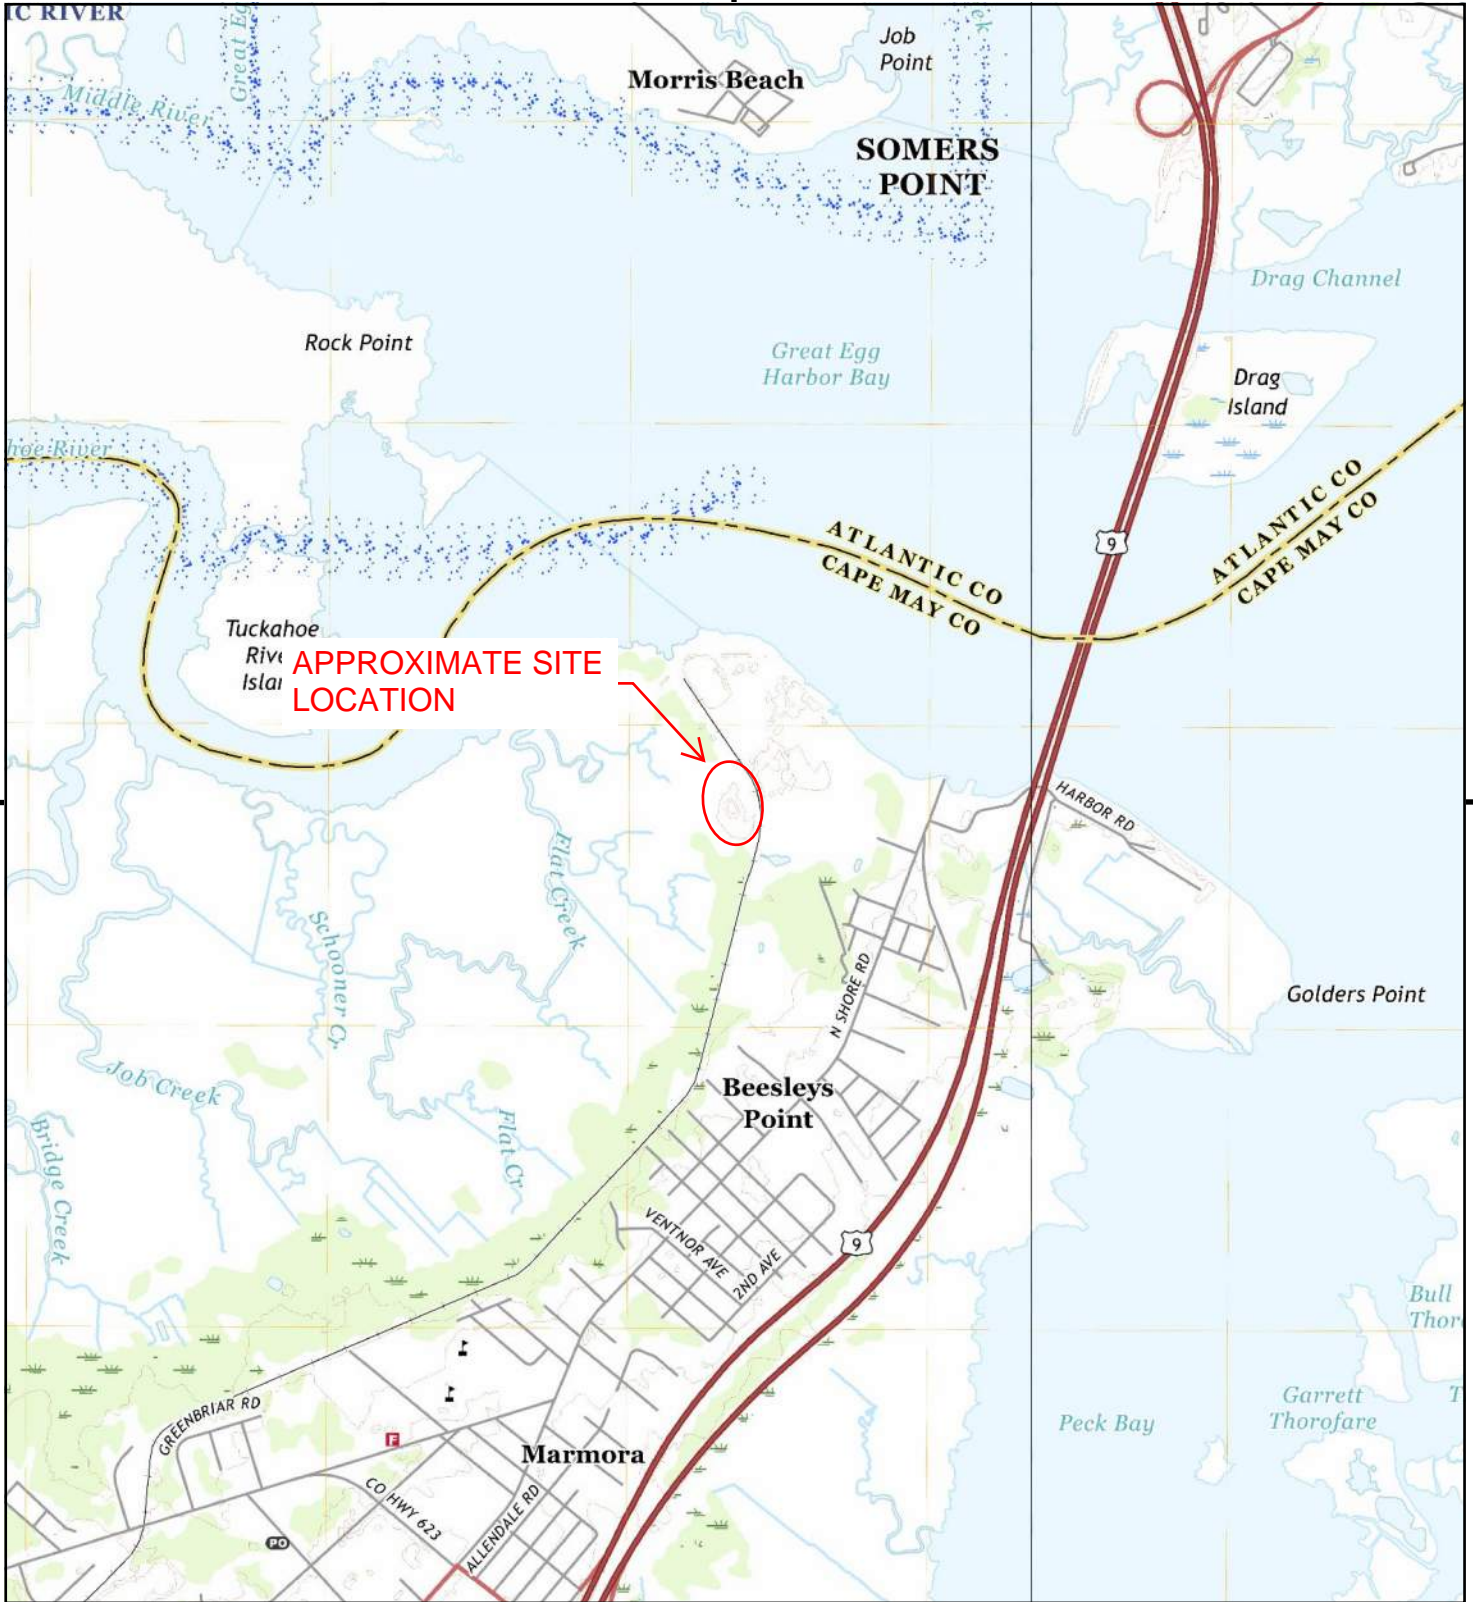 IC RIVER
Great Eg
ek
Job
Point
Morris Beach
Middle River
SOMERS
POINT
Drag Channel
Rock Point
Great Egg
Harbor Bay
Drag
Island
hoe River
ATLANTIC CO
CAPE MAY CO
9
ATLANTIC CO
CAPE MAY CO
Tuckahoe
Rive
Islan
APPROXIMATE SITE
LOCATION
HARBOR RD
Flat Creek
Schooner Cr.
N SHORE RD
Golders Point
Job Creek
Beesleys
Point
Bridge Creek
Flat Cr
VENTNOR AVE
2ND AVE
9
Bull
Thoro
GREENBRIAR RD
Garrett
Thorofare
T
Peck Bay
F
Marmora
CO HWY 623
ALLENDALE RD
PO